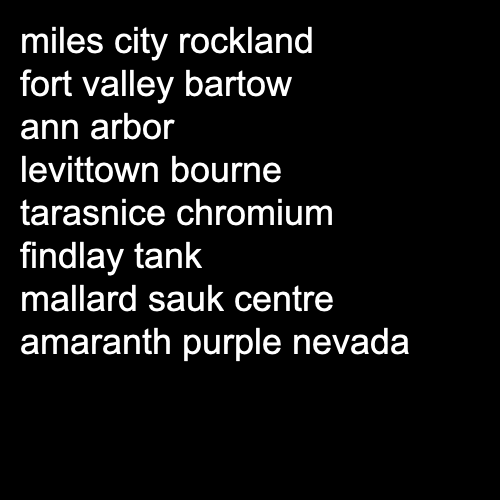 miles city rockland
fort valley bartow
ann arbor
levittown bourne
tarasnice chromium
findlay tank
mallard sauk centre
amaranth purple nevada